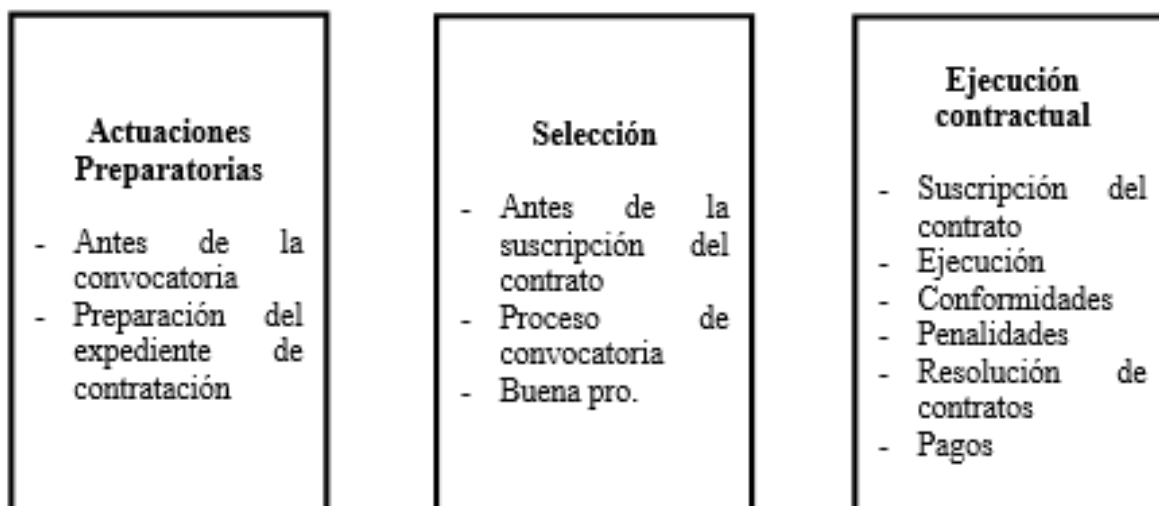 Actuaciones
Preparatorias
- Antes de la
convocatoria
- Preparación del
expediente de
contratación
Selección
- Antes de la
suscripción del
contrato
- Proceso de
convocatoria
- Buena pro.
Ejecución
contractual
- Suscripción del
contrato
- Ejecución
- Conformidades
- Penalidades
- Resolución de
contratos
- Pagos